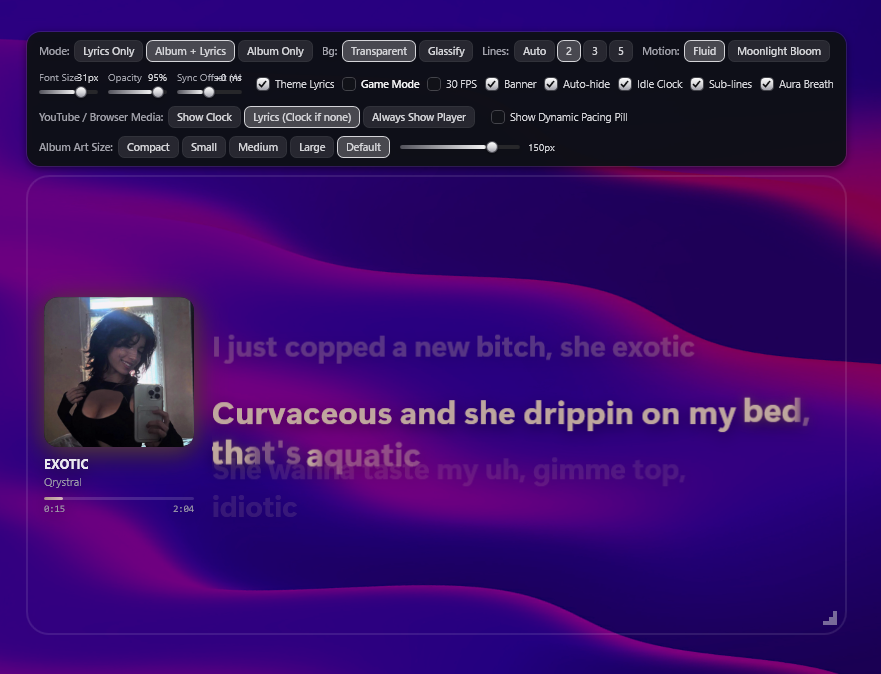 Mode: Lyrics Only Album + Lyrics Album Only Bg: Transparent Glassify Lines: Auto 2 3 5 Motion: Fluid Moonlight Bloom
Font Size 31px Opacity 95% Sync Offset +0 ms Theme Lyrics Game Mode 30 FPS Banner Auto-hide Idle Clock Sub-lines Aura Breath
YouTube / Browser Media: Show Clock Lyrics (Clock if none) Always Show Player Show Dynamic Pacing Pill
Album Art Size: Compact Small Medium Large Default 150px
I just copped a new bitch, she exotic
Curvaceous and she drippin on my bed,
that's aquatic
She wanna taste my uh, gimme top,
idiotic
EXOTIC
Qrystral
0:15 2:04